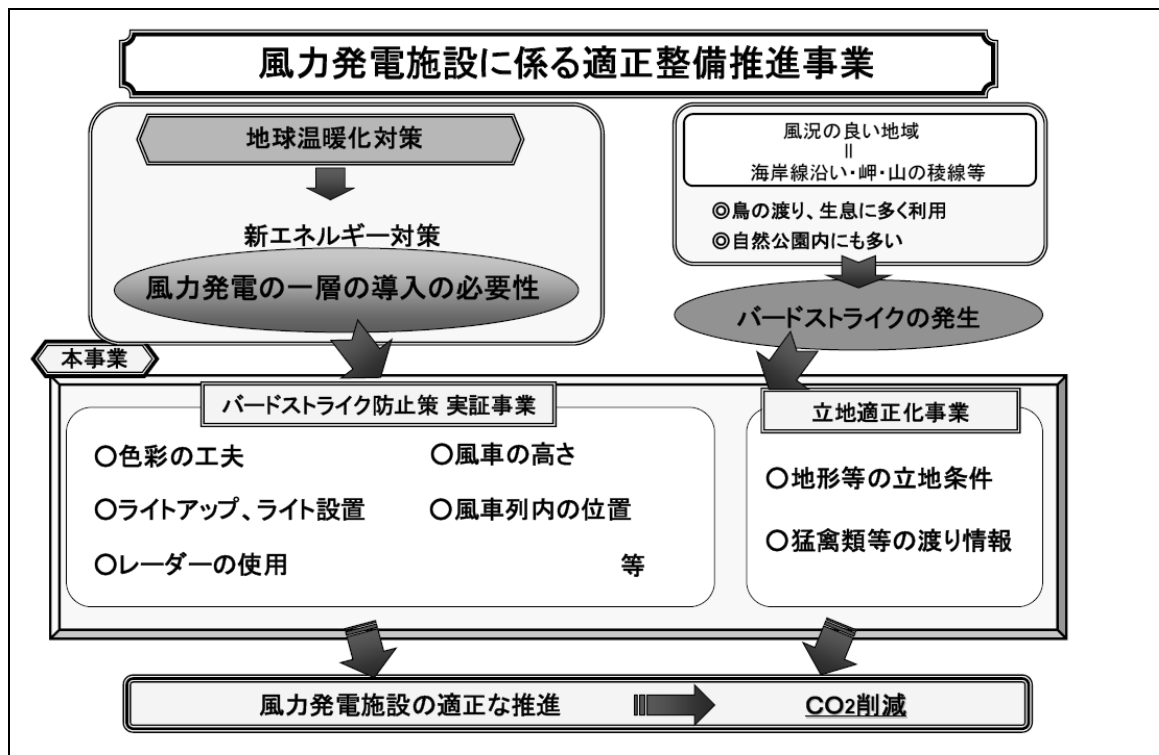 風力発電施設に係る適正整備推進事業
地球温暖化対策
新エネルギー対策
風力発電の一層の導入の必要性
風況の良い地域
=
海岸線沿い・岬・山の稜線等
◎鳥の渡り、生息に多く利用
◎自然公園内にも多い
バードストライクの発生
本事業
バードストライク防止策 実証事業
○色彩の工夫
○風車の高さ
○ライトアップ、ライト設置
○風車列内の位置
○レーダーの使用
等
立地適正化事業
○地形等の立地条件
○猛禽類等の渡り情報
風力発電施設の適正な推進
CO2削減